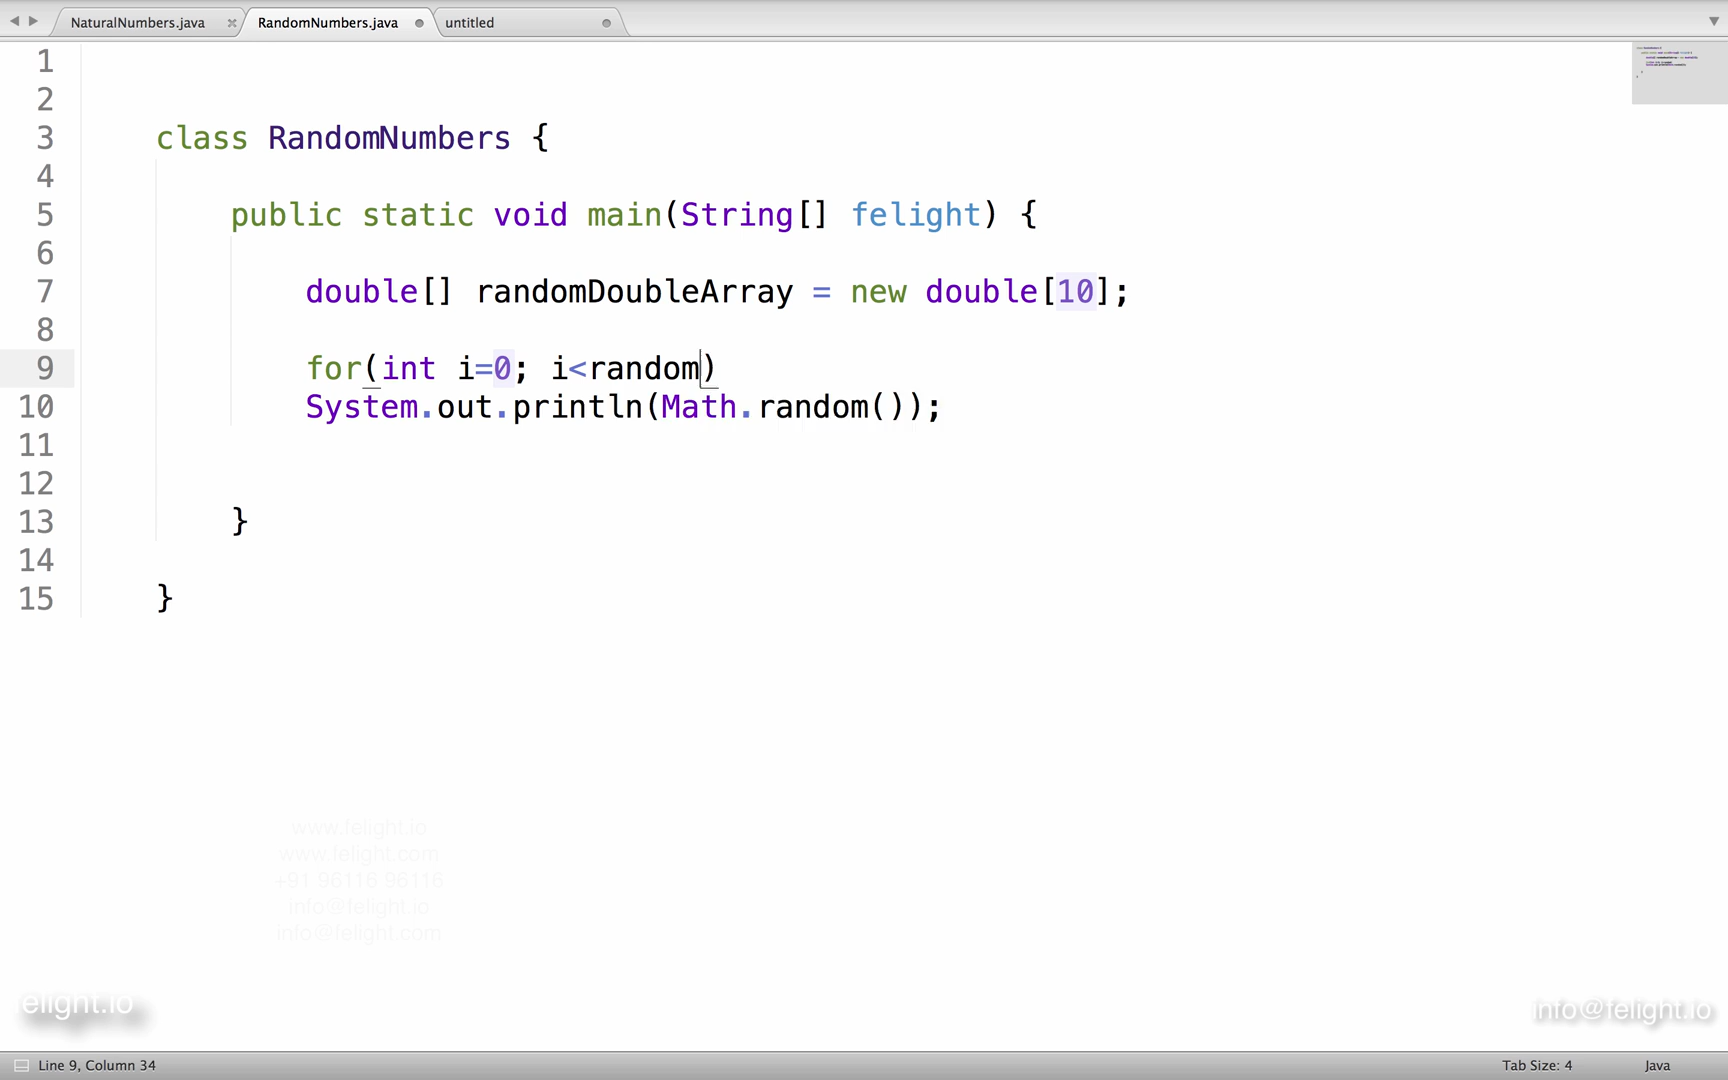 NaturalNumbers.java
RandomNumbers.java
untitled
1
2
3 class RandomNumbers {
4
5 public static void main(String[] felight) {
6
7 double[] randomDoubleArray = new double[10];
8
9 for(int i=0; i<random)
10 System.out.println(Math.random());
11
12
13 }
14
15 }
www.felight.io
www.felight.com
+91 96116 96116
info@felight.io
info@felight.com
elight.io
info@felight.io
Line 9, Column 34
Tab Size: 4
Java